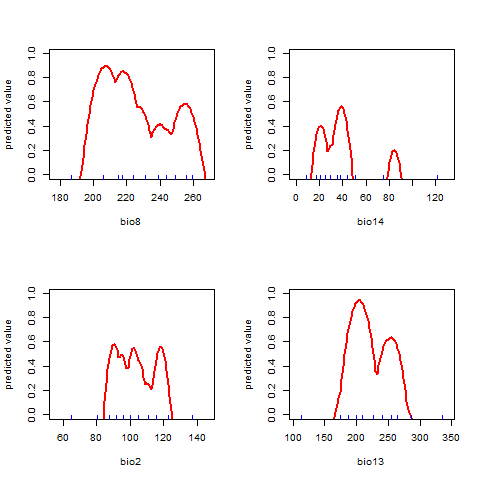 predicted value
0.0 0.2 0.4 0.6 0.8 1.0
180 200 220 240 260
bio8
predicted value
0.0 0.2 0.4 0.6 0.8 1.0
0 20 40 60 80 120
bio14
predicted value
0.0 0.2 0.4 0.6 0.8 1.0
60 80 100 120 140
bio2
predicted value
0.0 0.2 0.4 0.6 0.8 1.0
100 150 200 250 300 350
bio13